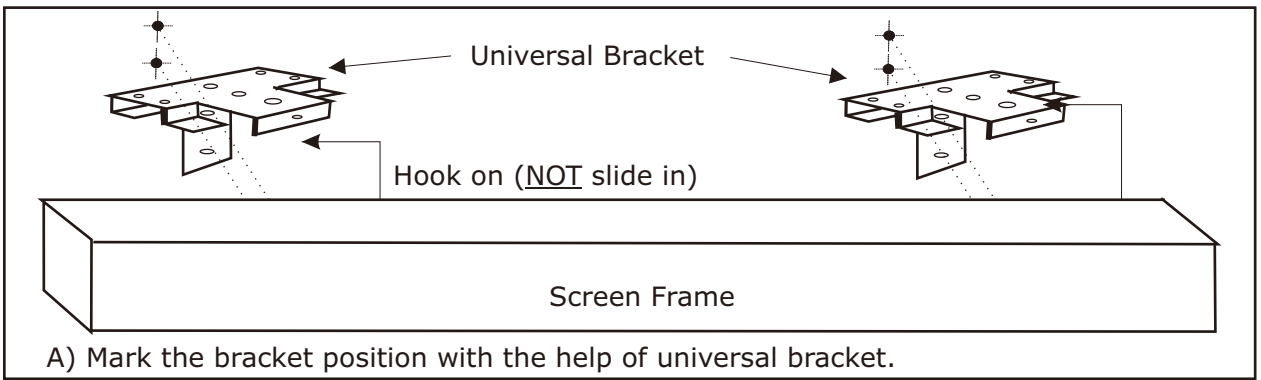 Universal Bracket
Hook on (NOT slide in)
Screen Frame
A) Mark the bracket position with the help of universal bracket.